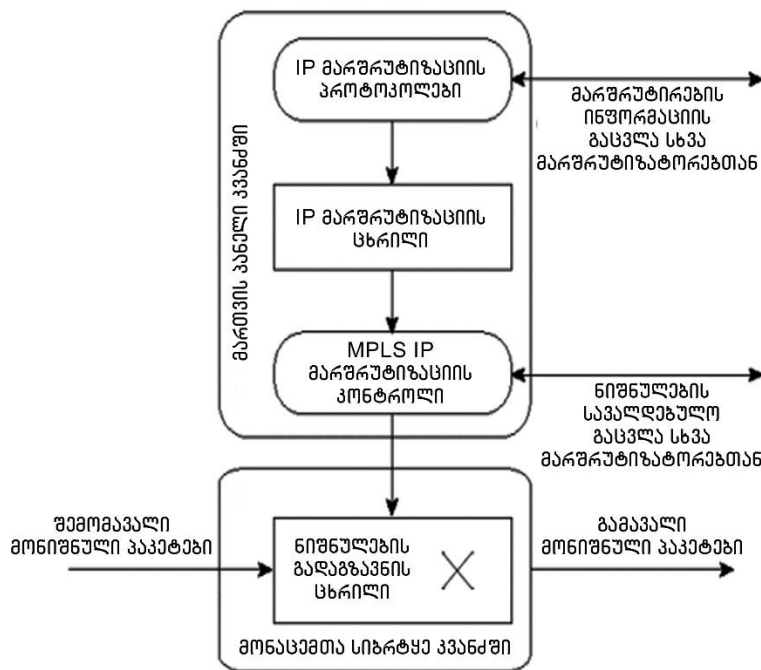 IP მარშრუტიზაციის
პროტოკოლები
მარშრუტირების
ინფორმაციის
გაცვლა სხვა
მარშრუტიზატორებთან
მართვის პანელი კვანძში
IP მარშრუტიზაციის
ცხრილი
MPLS IP
მარშრუტიზაციის
კონტროლი
ნიშნულების
სავალდებულო
გაცვლა სხვა
მარშრუტიზატორებთან
შემომავალი
მონიშნული პაკეტები
ნიშნულების
გადაგზავნის
ცხრილი
გამავალი
მონიშნული პაკეტები
მონაცემთა სიბრტყე კვანძში